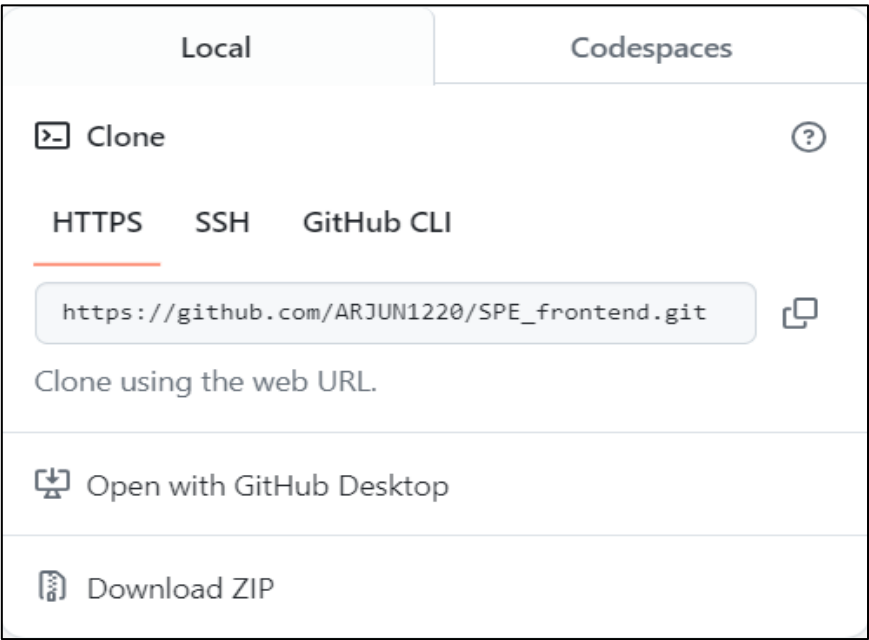 Local Codespaces
Clone
HTTPS SSH GitHub CLI
https://github.com/ARJUN1220/SPE_frontend.git
Clone using the web URL.
Open with GitHub Desktop
Download ZIP